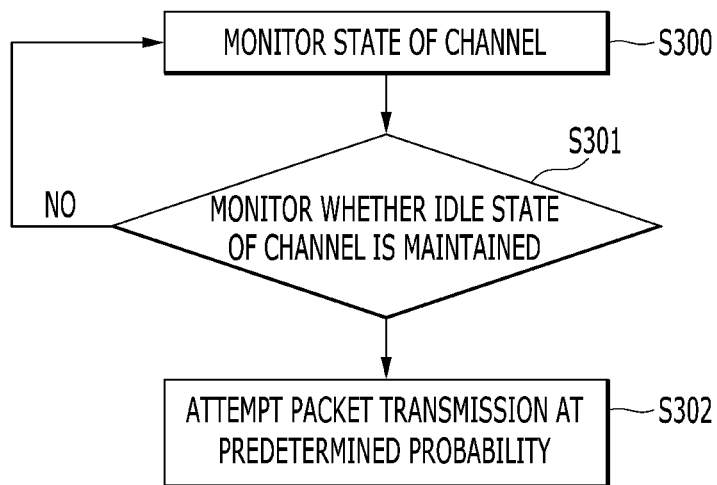 MONITOR STATE OF CHANNEL
S300
S301
MONITOR WHETHER IDLE STATE
OF CHANNEL IS MAINTAINED
NO
ATTEMPT PACKET TRANSMISSION AT
PREDETERMINED PROBABILITY
S302